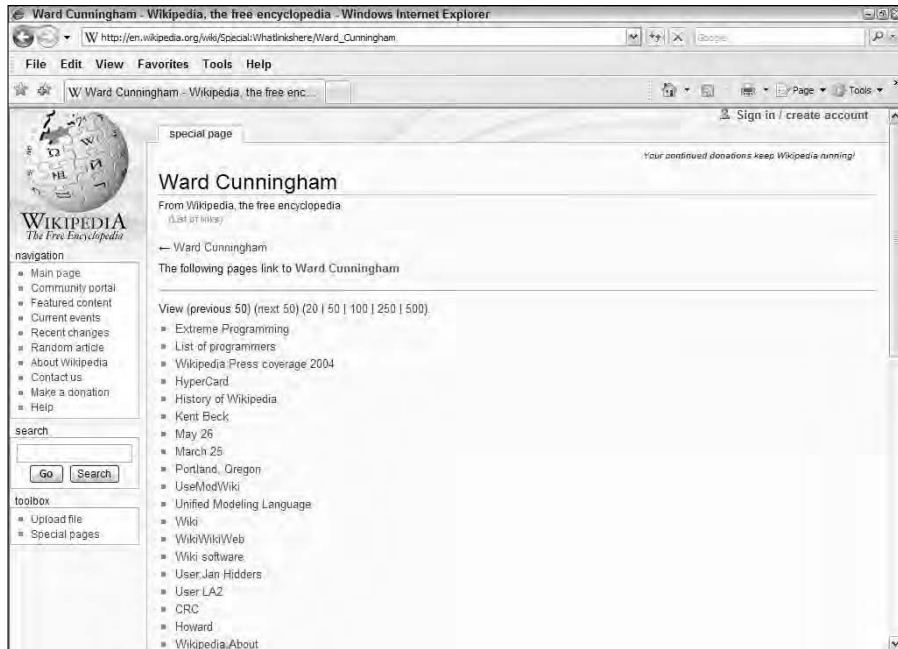 Ward Cunningham - Wikipedia, the free encyclopedia - Windows Internet Explorer
W http://en.wikipedia.org/wiki/Special:Whatlinkshere/Ward_Cunningham
Google
File Edit View Favorites Tools Help
W Ward Cunningham - Wikipedia, the free enc...
Page Tools
Sign in / create account
special page
Your continued donations keep Wikipedia running!
Ward Cunningham
From Wikipedia, the free encyclopedia
(List of links)
← Ward Cunningham
The following pages link to Ward Cunningham
View (previous 50) (next 50) (20 | 50 | 100 | 250 | 500).
Extreme Programming
List of programmers
Wikipedia Press coverage 2004
HyperCard
History of Wikipedia
Kent Beck
May 26
March 25
Portland, Oregon
UseModWiki
Unified Modeling Language
Wiki
WikiWikiWeb
Wiki software
User:Jan Hidders
User LA2
CRC
Howard
Wikipedia:About
WIKIPEDIA
The Free Encyclopedia
navigation
Main page
Community portal
Featured content
Current events
Recent changes
Random article
About Wikipedia
Contact us
Make a donation
Help
search
Go Search
toolbox
Upload file
Special pages